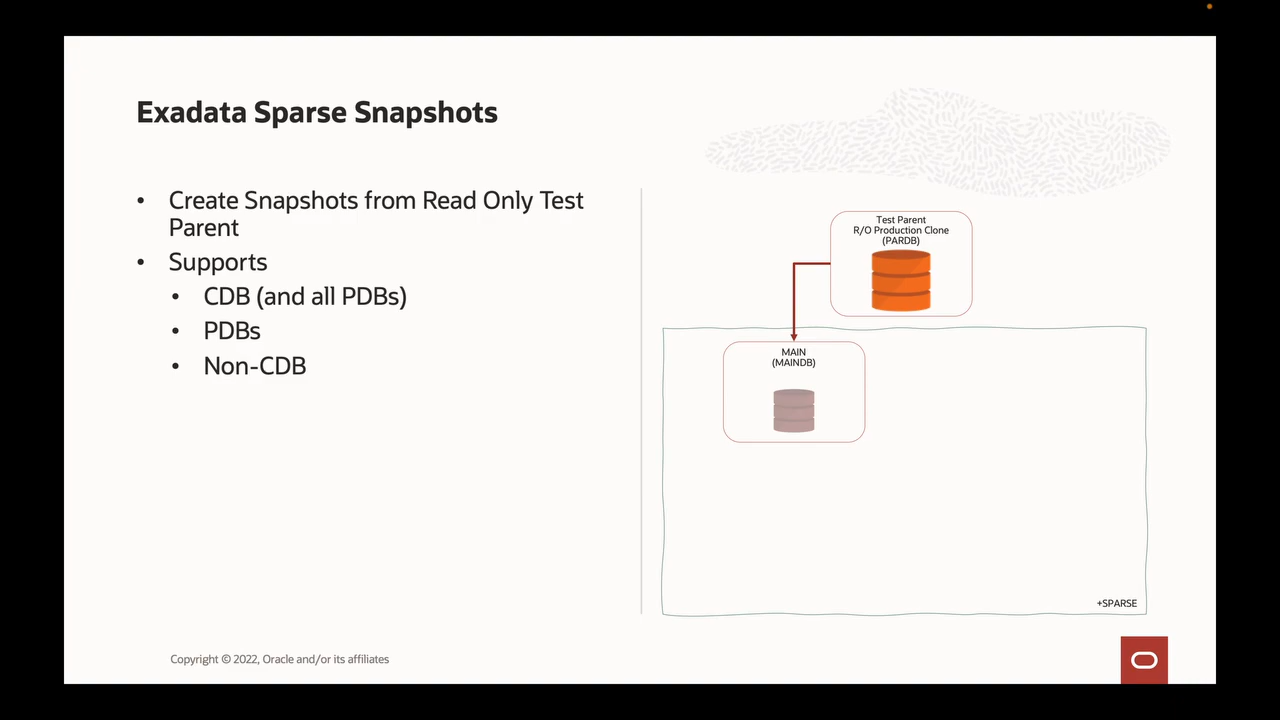 Exadata Sparse Snapshots
• Create Snapshots from Read Only Test
Parent
• Supports
• CDB (and all PDBs)
• PDBs
• Non-CDB
Test Parent
R/O Production Clone
(PARDB)
MAIN
(MAINDB)
+SPARSE
Copyright © 2022, Oracle and/or its affiliates